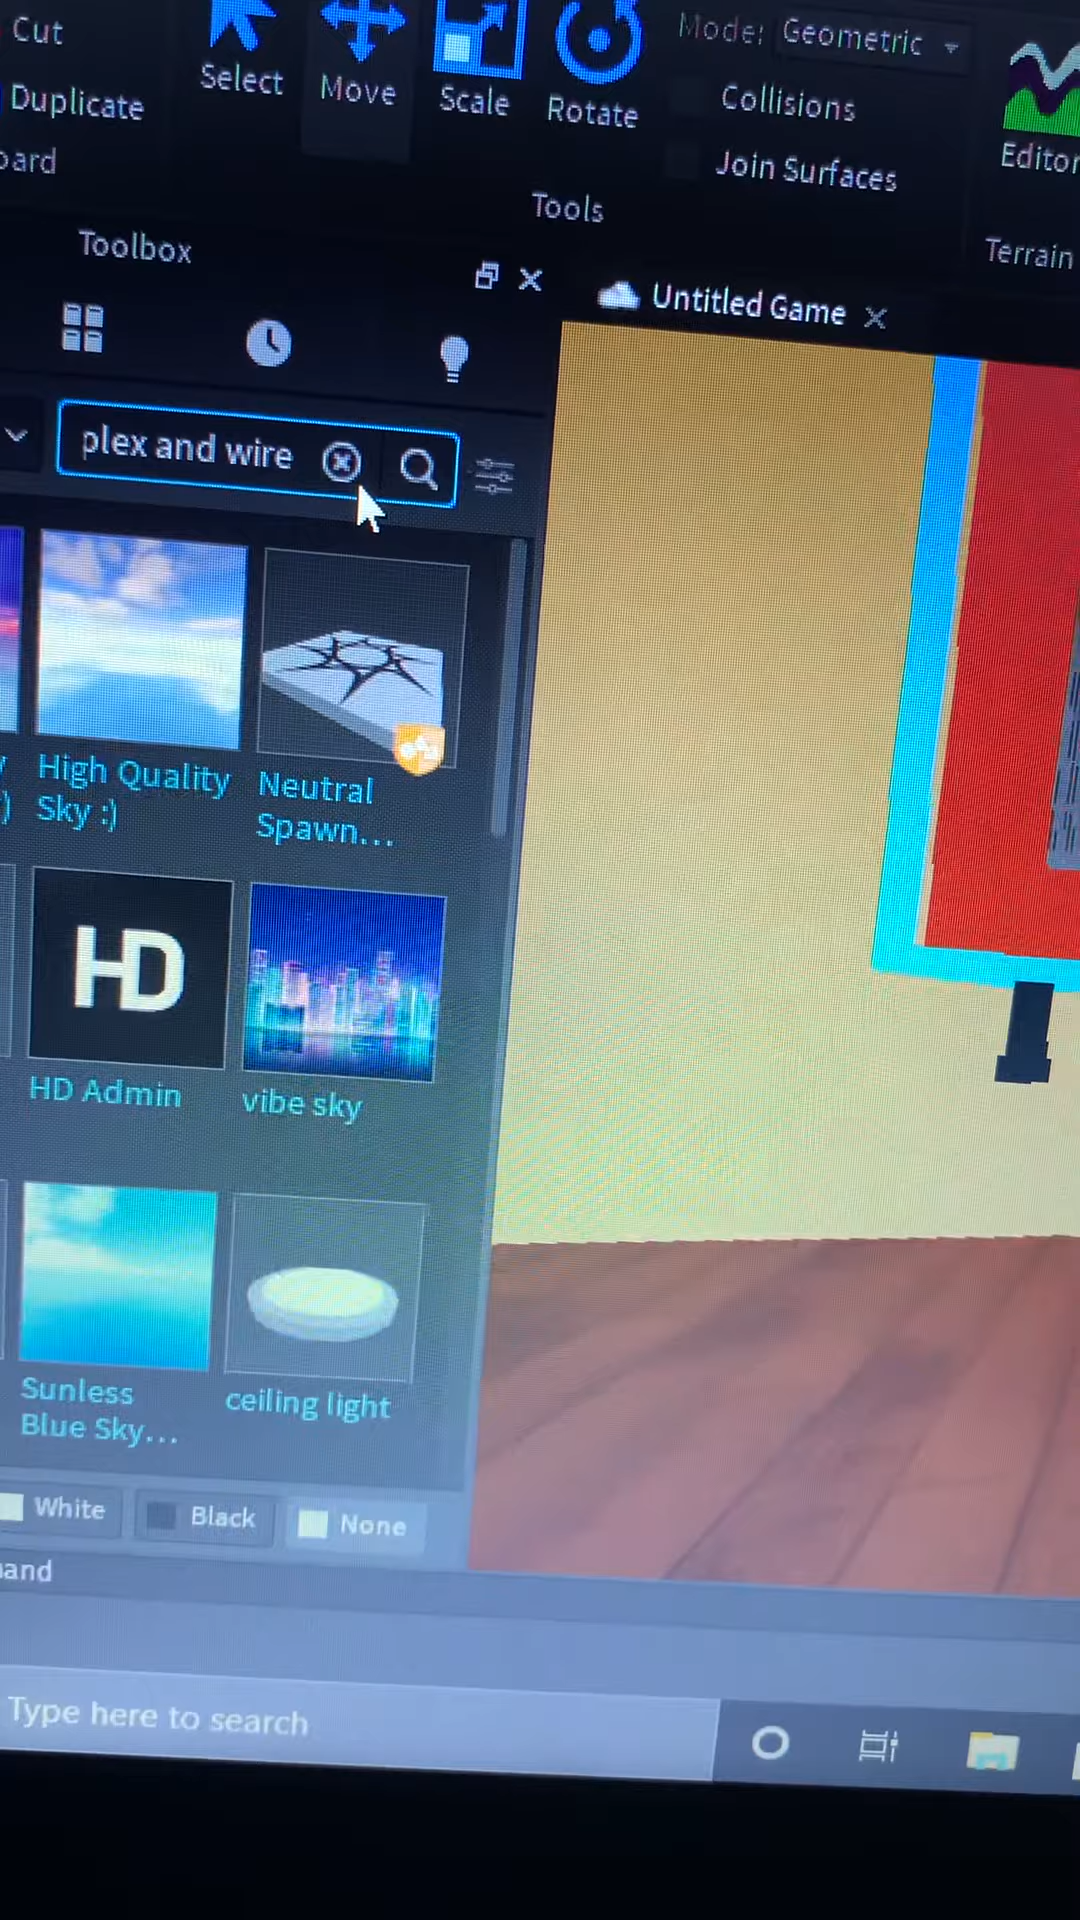 Cut
Duplicate
oard
Select
Move
Scale
Rotate
Mode: Geometric
Collisions
Join Surfaces
Tools
Editor
Terrain
Toolbox
Untitled Game
plex and wire
High Quality
Sky :)
Neutral
Spawn...
HD
HD Admin
vibe sky
Sunless
Blue Sky...
ceiling light
White
Black
None
and
Type here to search